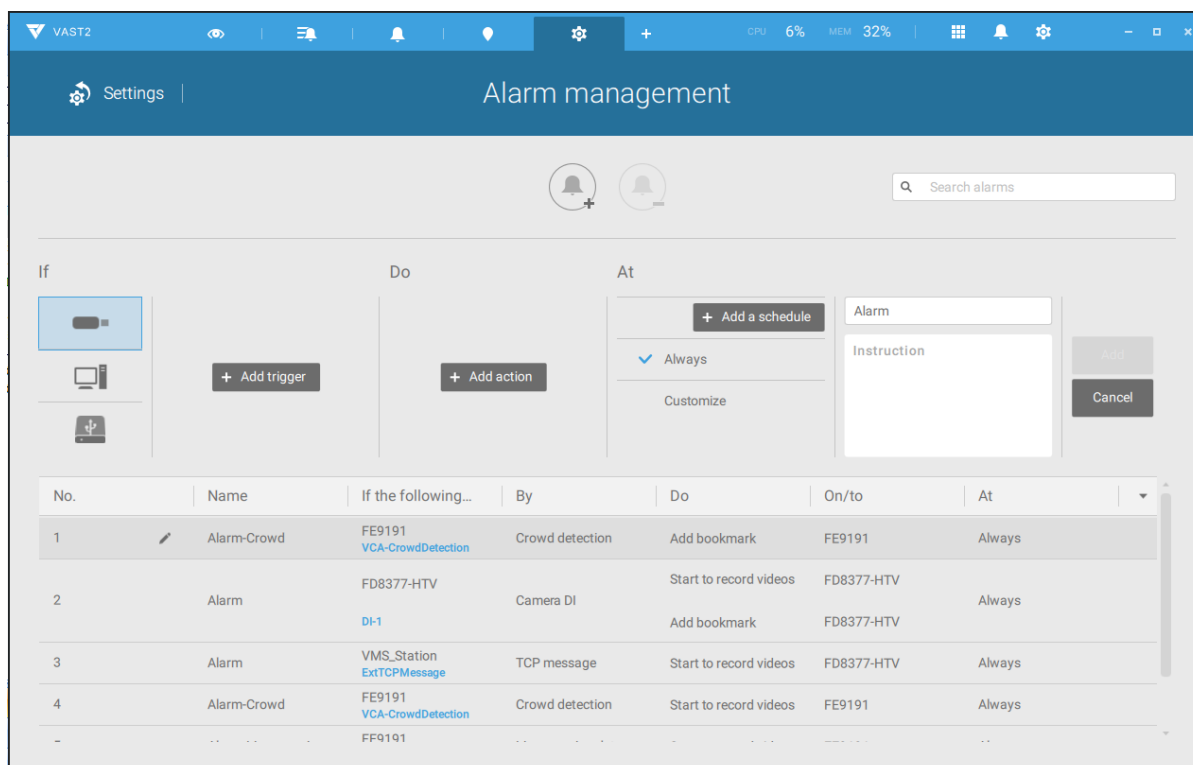 VAST2
CPU 6% MEM 32%
Settings
Alarm management
Search alarms
If Do At
+ Add a schedule
Alarm
Instruction
Always
Add
+ Add trigger
+ Add action
Customize
Cancel
No. Name If the following... By Do On/to At
1 Alarm-Crowd FE9191 Crowd detection Add bookmark FE9191 Always
VCA-CrowdDetection
2 Alarm FD8377-HTV Camera DI Start to record videos FD8377-HTV Always
DI-1 Add bookmark FD8377-HTV
3 Alarm VMS_Station TCP message Start to record videos FD8377-HTV Always
ExtTCPMessage
4 Alarm-Crowd FE9191 Crowd detection Start to record videos FE9191 Always
VCA-CrowdDetection
FE9191